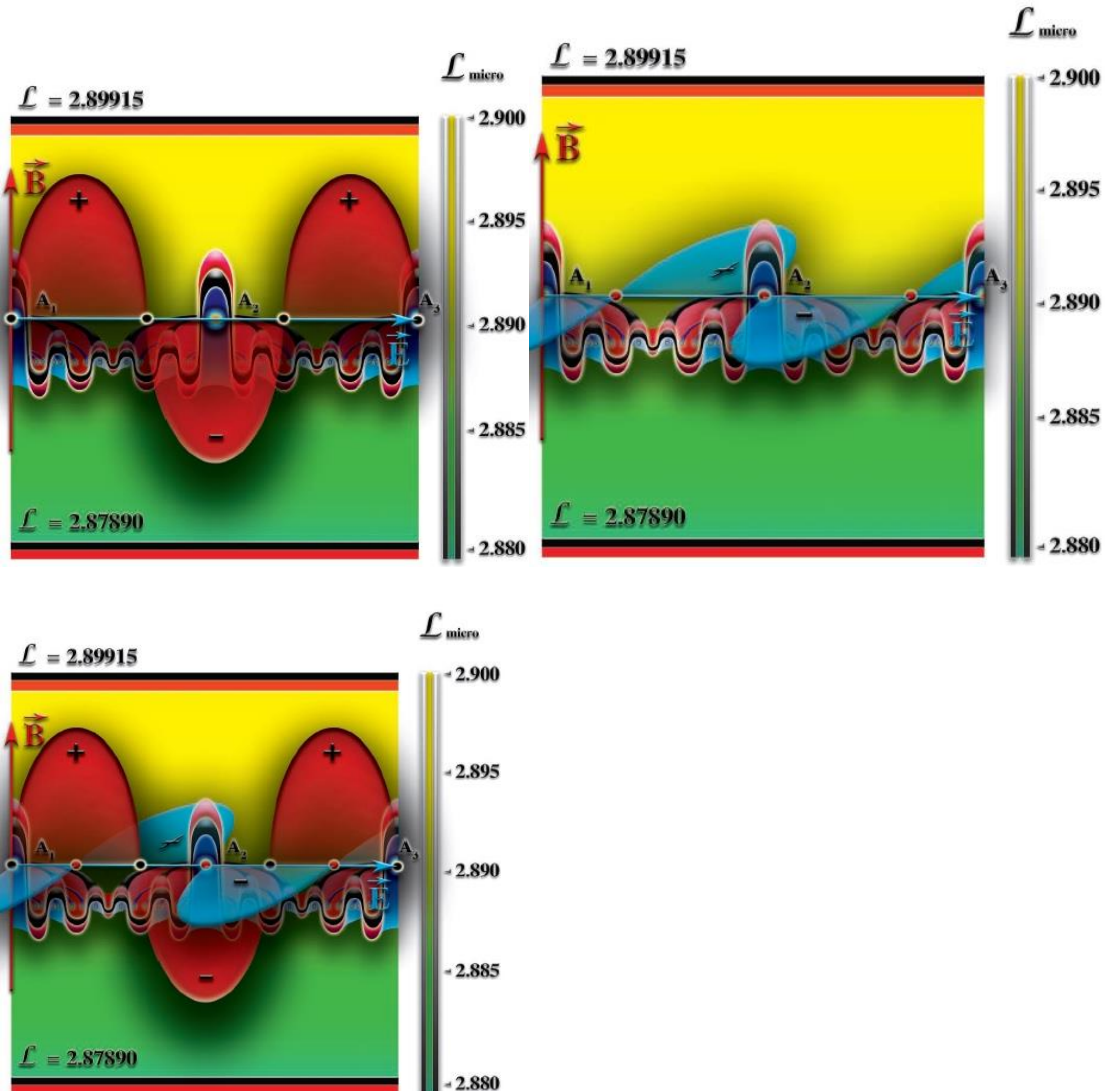 ℒ micro
ℒ = 2.89915
2.900
B
+ +
2.895
A1 A2 A3
2.890
E
2.885
−
ℒ = 2.87890
2.880
ℒ micro
ℒ = 2.89915
2.900
B
2.895
A1 A2 A3
2.890
−
E
2.885
ℒ = 2.87890
2.880
ℒ micro
ℒ = 2.89915
2.900
B
+ +
2.895
A1 A2 A3
2.890
−
E
2.885
−
ℒ = 2.87890
2.880